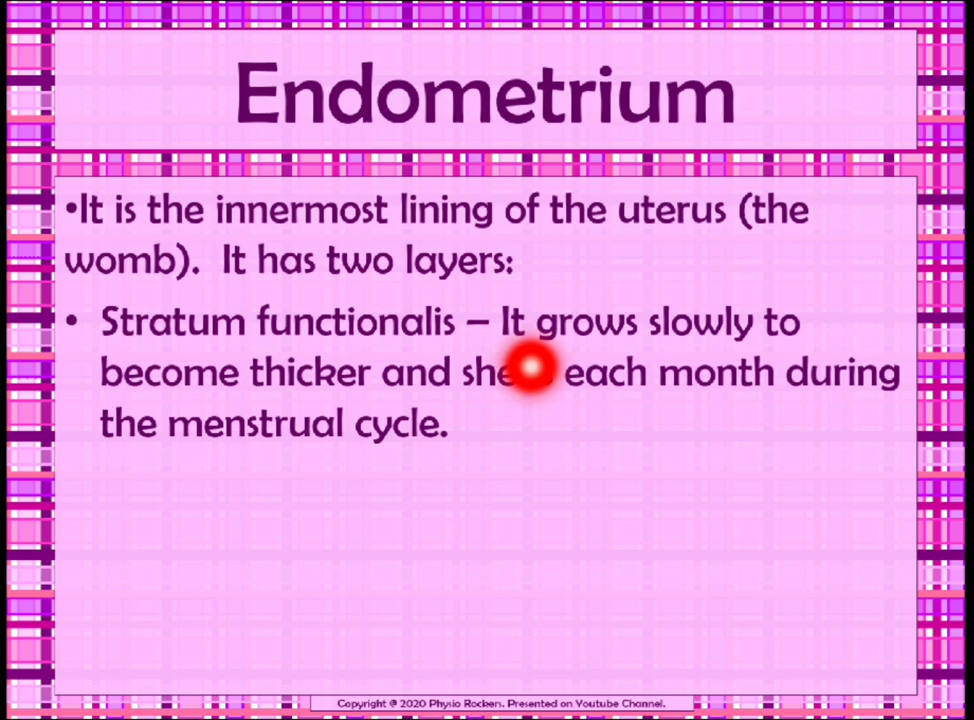 Endometrium
•It is the innermost lining of the uterus (the
womb). It has two layers:
• Stratum functionalis – It grows slowly to
become thicker and each month during
the menstrual cycle.
Copyright @ 2020 Physio Rockers. Presented on Youtube Channel.